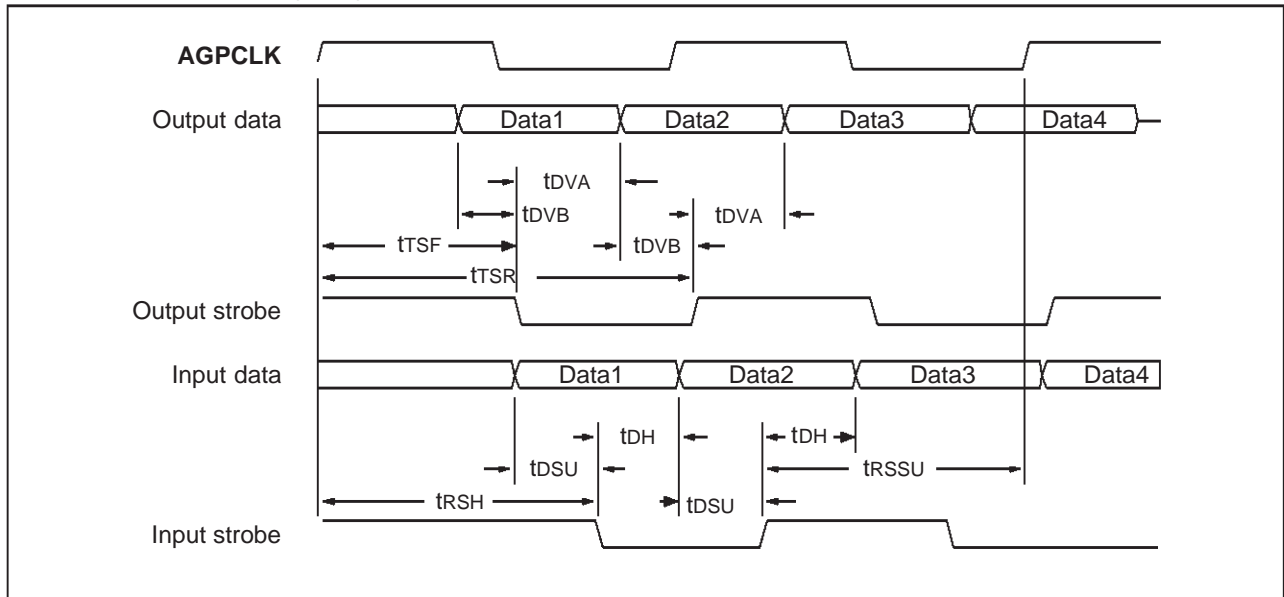 AGPCLK
Output data Data1 Data2 Data3 Data4
tDVA
tDVB tDVA
tTSF tDVB
tTSR
Output strobe
Input data Data1 Data2 Data3 Data4
tDH tDH
tDSU tRSSU
tRSH tDSU
Input strobe